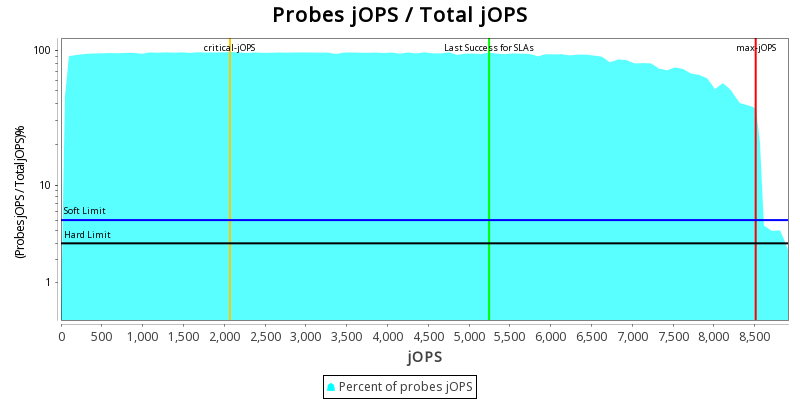 Probes jOPS / Total jOPS
critical-jOPS
Last Success for SLAs
max-jOPS
(Probes jOPS / Total jOPS)%
100
10
1
Soft Limit
Hard Limit
0 500 1,000 1,500 2,000 2,500 3,000 3,500 4,000 4,500 5,000 5,500 6,000 6,500 7,000 7,500 8,000 8,500
jOPS
Percent of probes jOPS